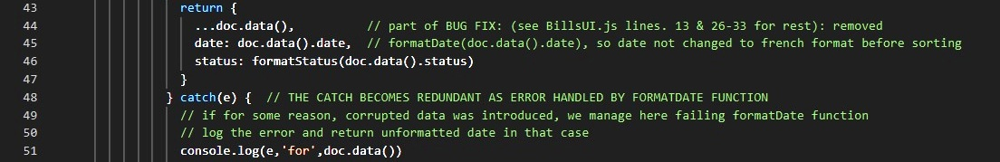 43 return {
44 ...doc.data(), // part of BUG FIX: (see BillsUI.js lines. 13 & 26-33 for rest): removed
45 date: doc.data().date, // formatDate(doc.data().date), so date not changed to french format before sorting
46 status: formatStatus(doc.data().status)
47 }
48 } catch(e) { // THE CATCH BECOMES REDUNDANT AS ERROR HANDLED BY FORMATDATE FUNCTION
49 // if for some reason, corrupted data was introduced, we manage here failing formatDate function
50 // log the error and return unformatted date in that case
51 console.log(e,'for',doc.data())